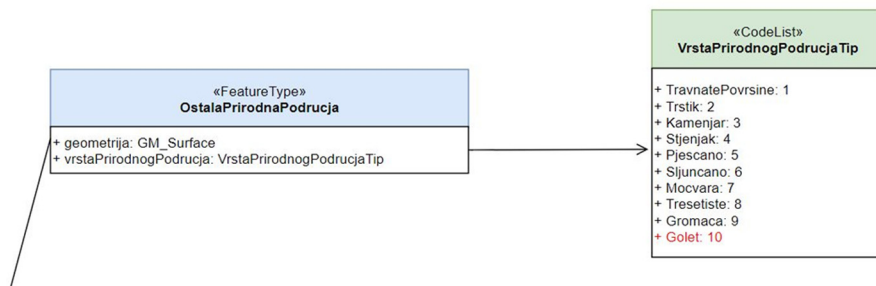 «FeatureType»
OstalaPrirodnaPodrucja
+ geometrija: GM_Surface
+ vrstaPrirodnogPodrucja: VrstaPrirodnogPodrucjaTip
«CodeList»
VrstaPrirodnogPodrucjaTip
+ TravnatePovrsine: 1
+ Trstik: 2
+ Kamenjar: 3
+ Stjenjak: 4
+ Pjescano: 5
+ Sljuncano: 6
+ Mocvara: 7
+ Tresetiste: 8
+ Gromaca: 9
+ Golet: 10